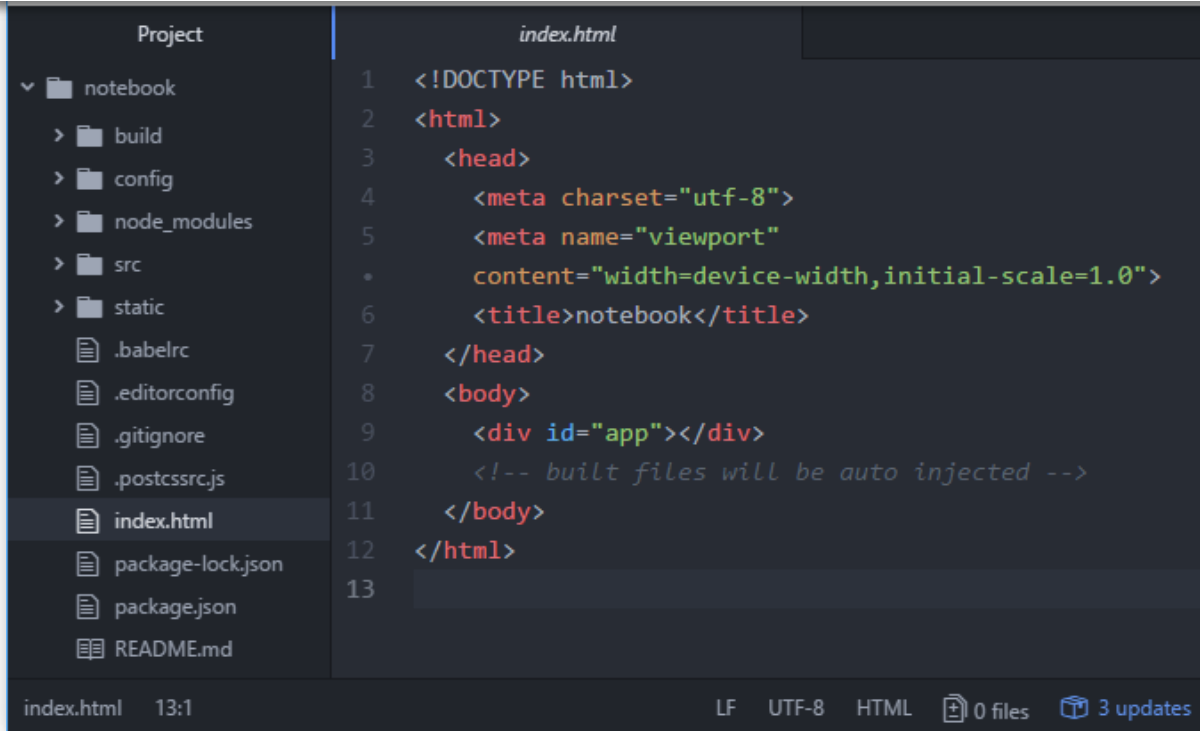 Project
notebook
build
config
node_modules
src
static
.babelrc
.editorconfig
.gitignore
.postcssrc.js
index.html
package-lock.json
package.json
README.md
index.html
1 <!DOCTYPE html>
2 <html>
3   <head>
4     <meta charset="utf-8">
5     <meta name="viewport"
•     content="width=device-width,initial-scale=1.0">
6     <title>notebook</title>
7   </head>
8   <body>
9     <div id="app"></div>
10     <!-- built files will be auto injected -->
11   </body>
12 </html>
13
index.html 13:1 LF UTF-8 HTML 0 files 3 updates